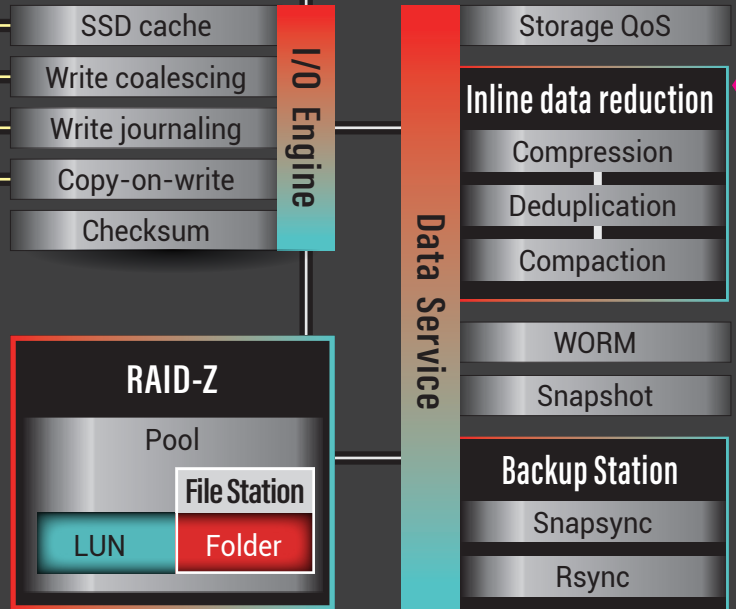 SSD cache
Write coalescing
Write journaling
Copy-on-write
Checksum
I/O Engine
RAID-Z
Pool
File Station
LUN
Folder
Data Service
Storage QoS
Inline data reduction
Compression
Deduplication
Compaction
WORM
Snapshot
Backup Station
Snapsync
Rsync